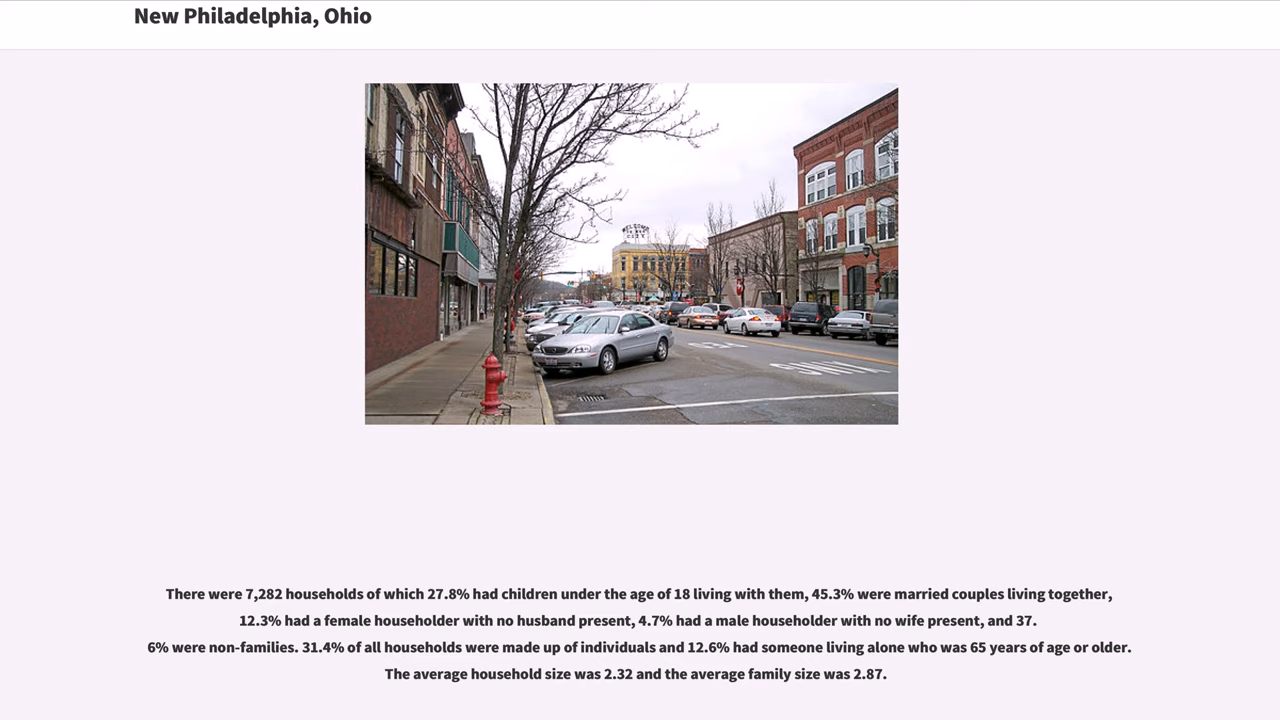 New Philadelphia, Ohio
WELCOME
CITY
ONLY
There were 7,282 households of which 27.8% had children under the age of 18 living with them, 45.3% were married couples living together,
12.3% had a female householder with no husband present, 4.7% had a male householder with no wife present, and 37.
6% were non-families. 31.4% of all households were made up of individuals and 12.6% had someone living alone who was 65 years of age or older.
The average household size was 2.32 and the average family size was 2.87.